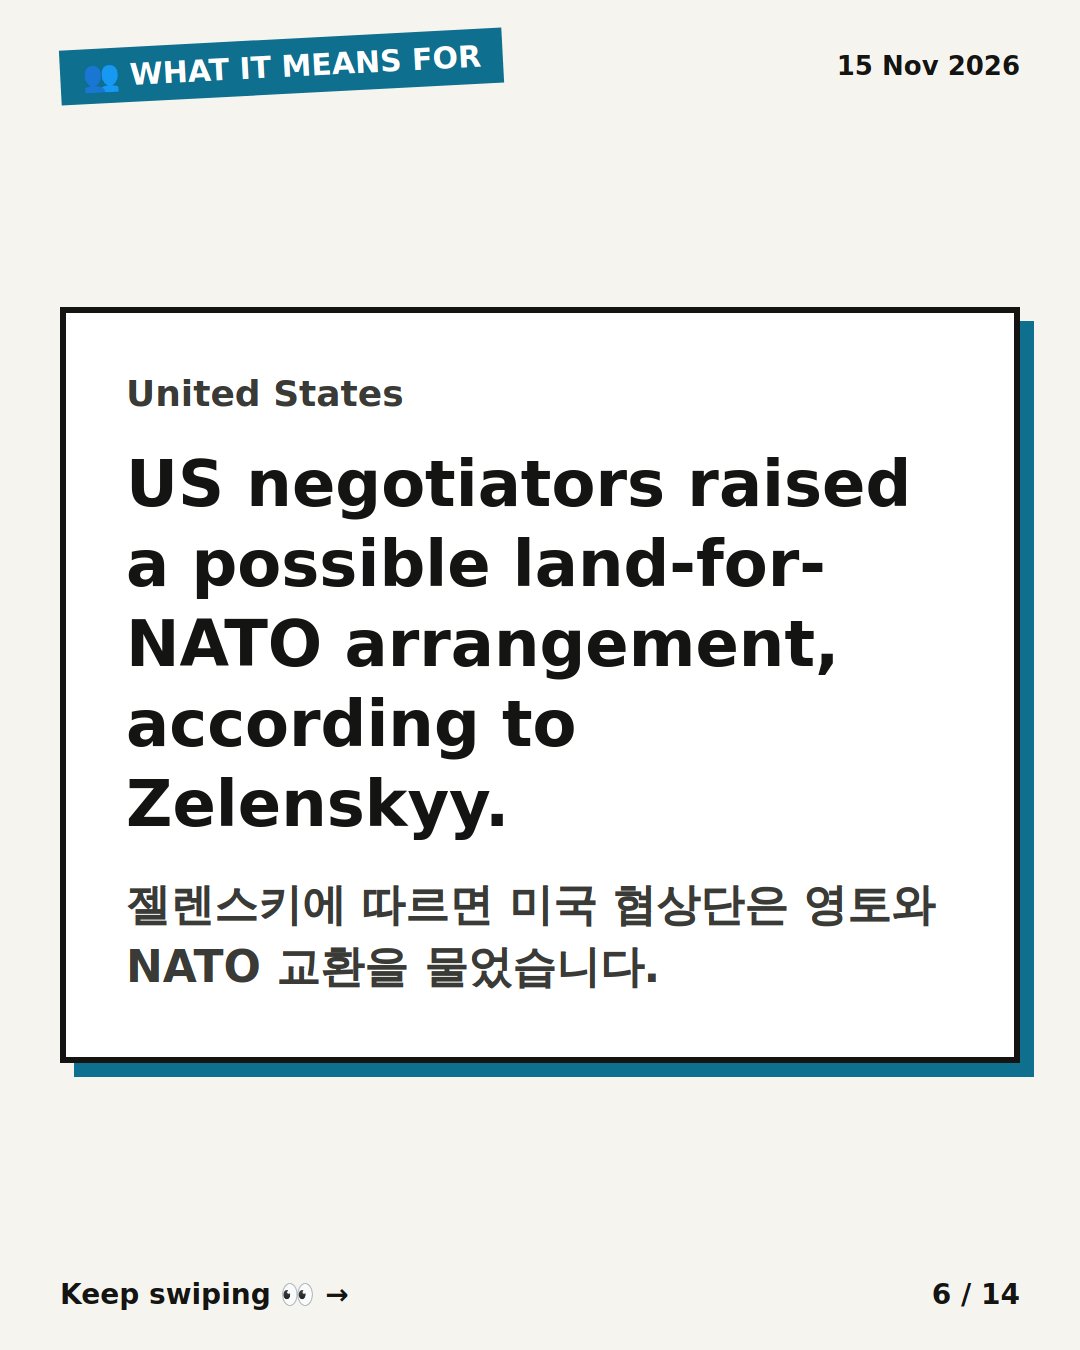 👥 WHAT IT MEANS FOR
15 Nov 2026
United States
US negotiators raised
a possible land-for-
NATO arrangement,
according to
Zelenskyy.
젤렌스키에 따르면 미국 협상단은 영토와
NATO 교환을 물었습니다.
Keep swiping 👀 →
6 / 14